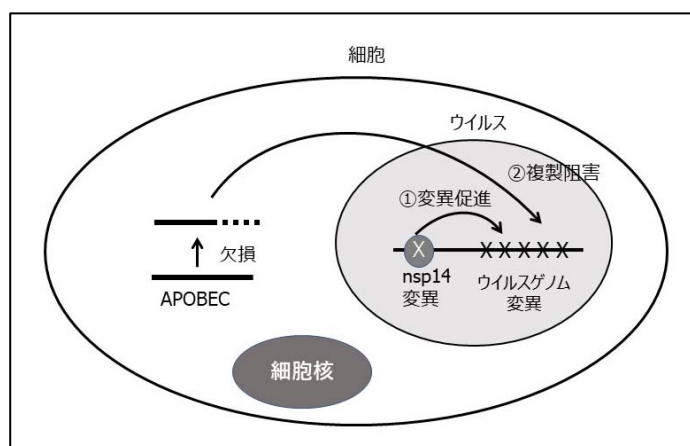 細胞
ウイルス
②複製阻害
①変異促進
欠損
APOBEC
X
XXXXX
nsp14
変異
ウイルスゲノム
変異
細胞核